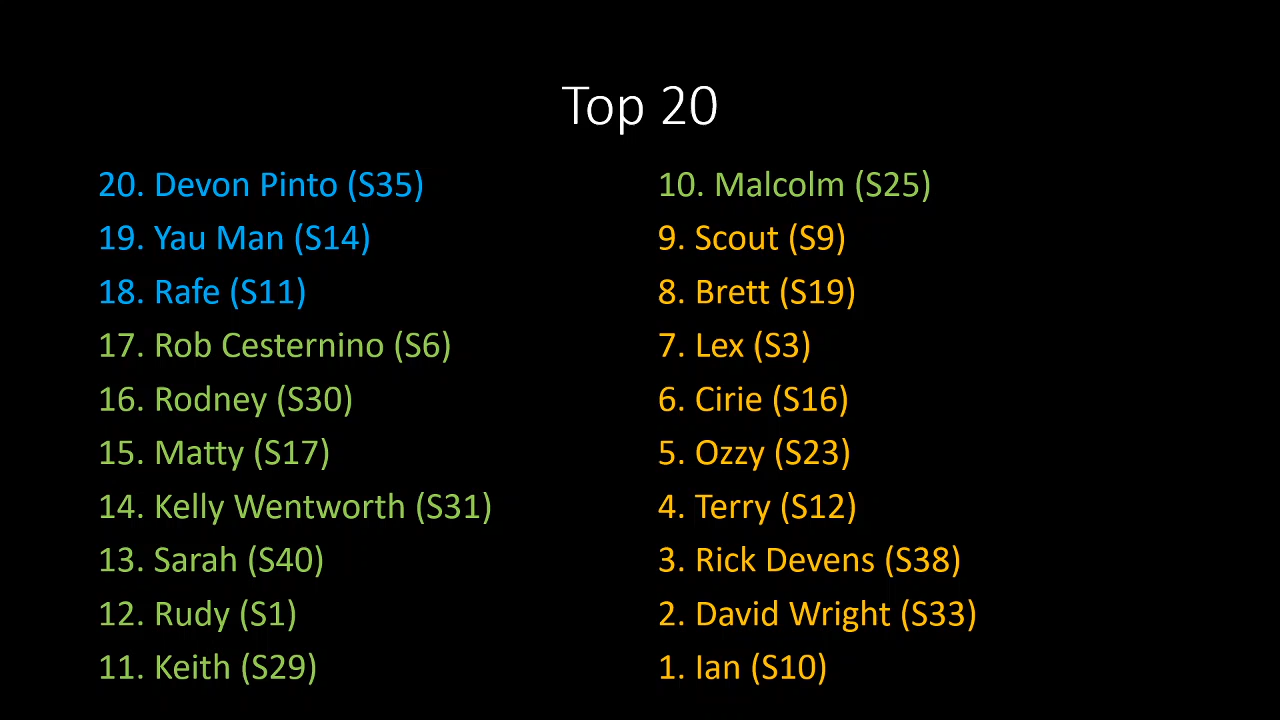 Top 20
20. Devon Pinto (S35)
19. Yau Man (S14)
18. Rafe (S11)
17. Rob Cesternino (S6)
16. Rodney (S30)
15. Matty (S17)
14. Kelly Wentworth (S31)
13. Sarah (S40)
12. Rudy (S1)
11. Keith (S29)
10. Malcolm (S25)
9. Scout (S9)
8. Brett (S19)
7. Lex (S3)
6. Cirie (S16)
5. Ozzy (S23)
4. Terry (S12)
3. Rick Devens (S38)
2. David Wright (S33)
1. Ian (S10)